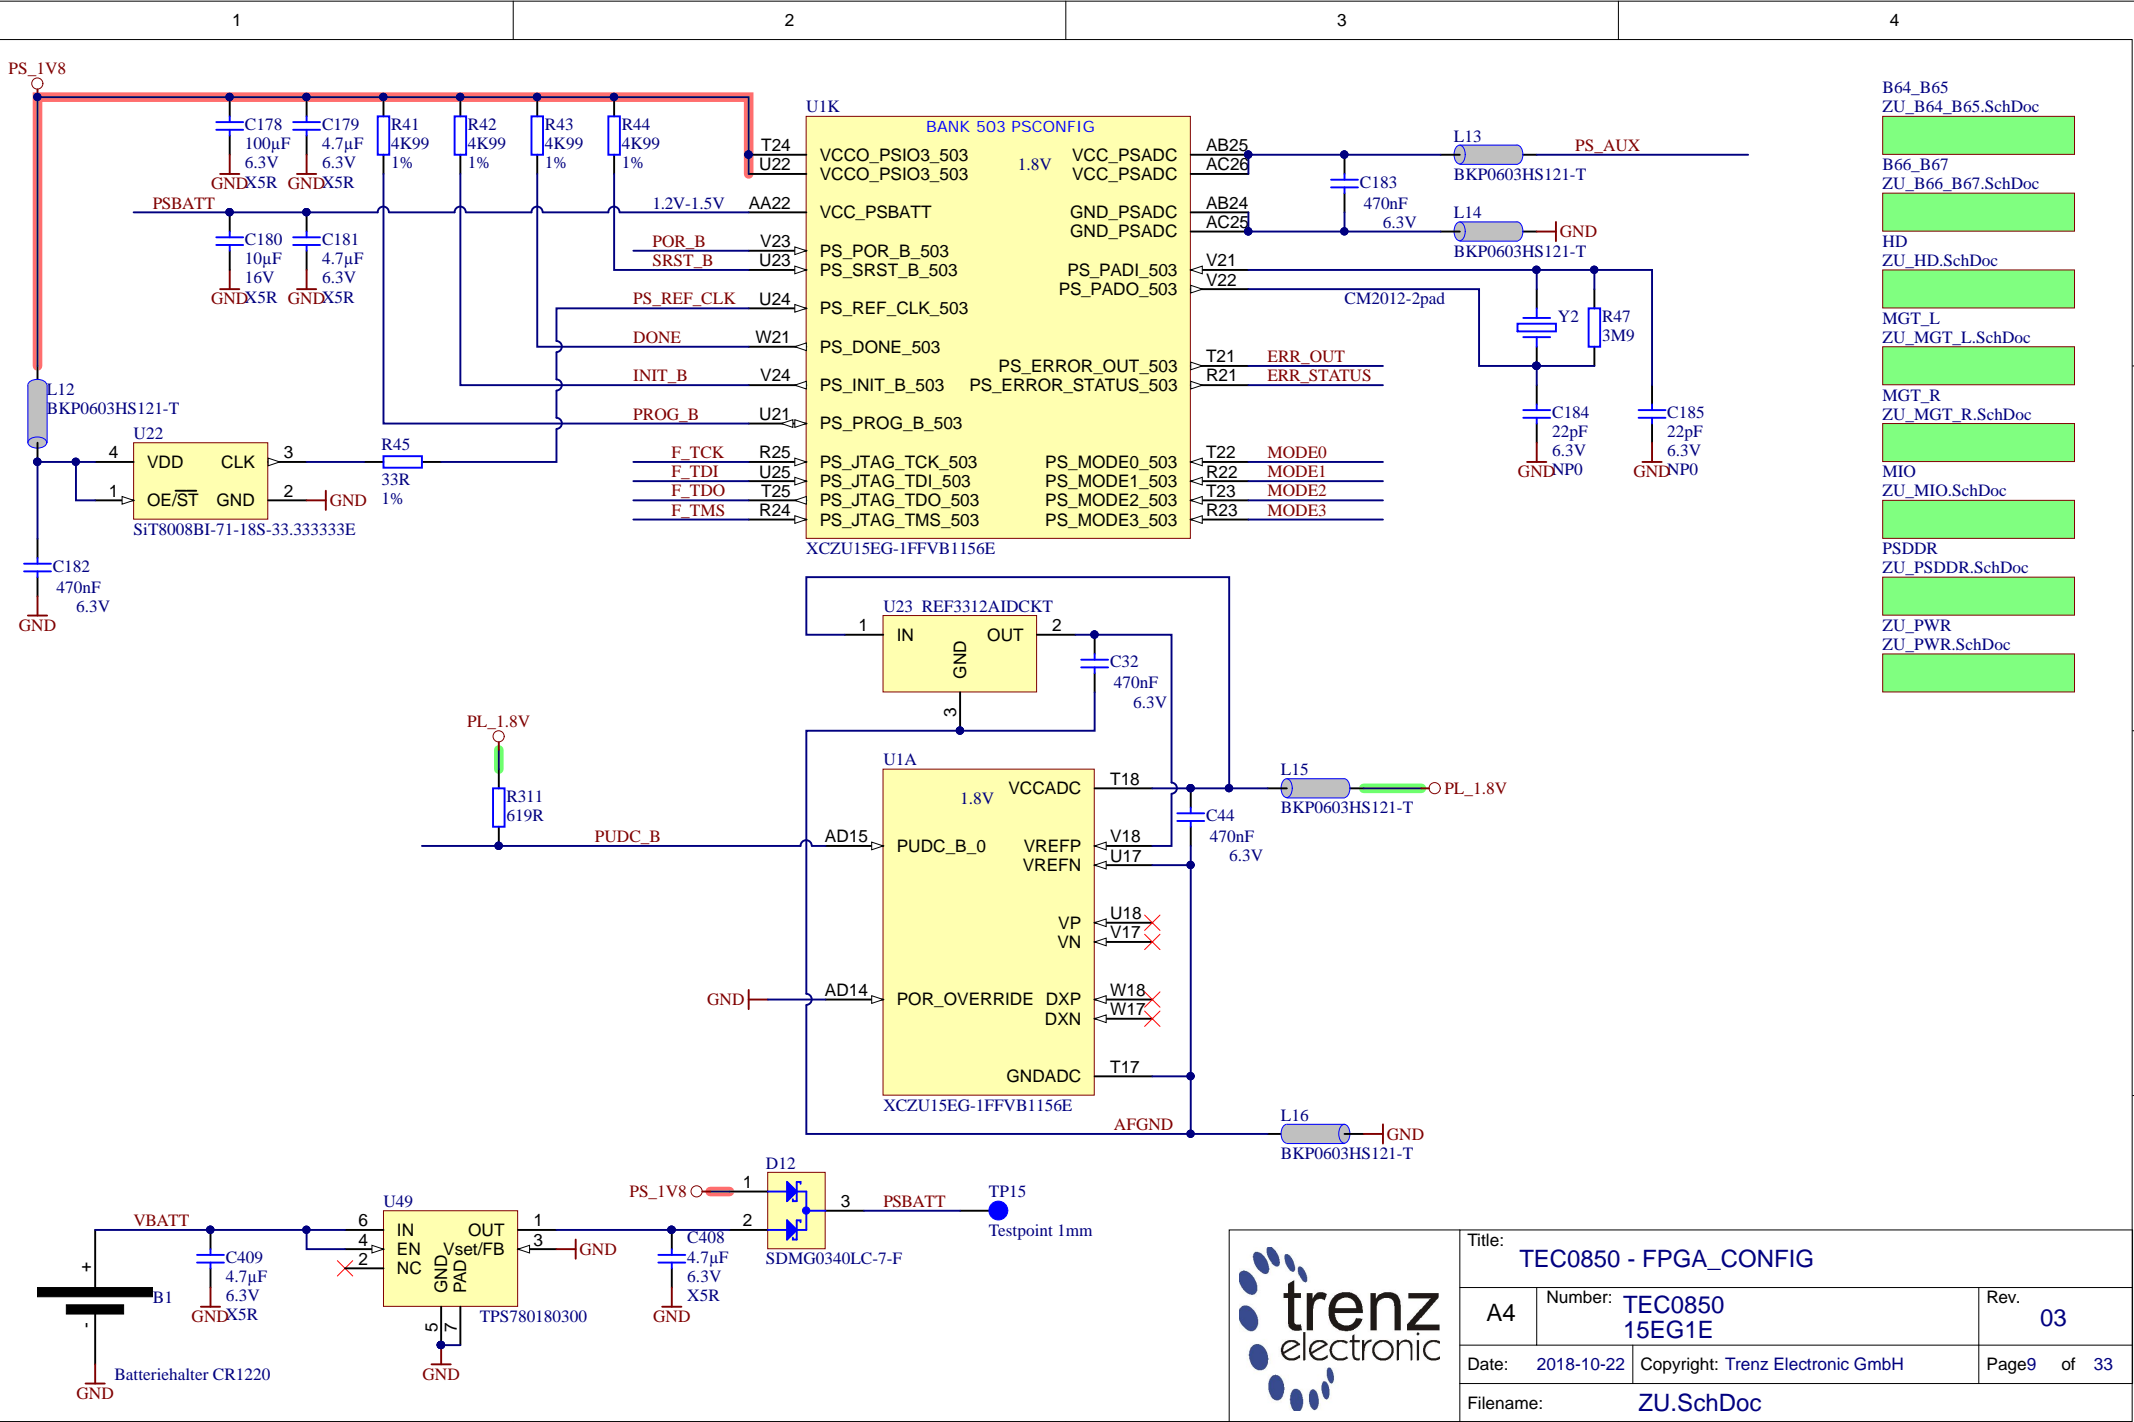 1 2 3 4
PS_1V8
C178
100µF
6.3V
X5R
GND
C179
4.7µF
6.3V
X5R
GND
R41
4K99
1%
R42
4K99
1%
R43
4K99
1%
R44
4K99
1%
PSBATT
1.2V-1.5V
C180
10µF
16V
X5R
GND
C181
4.7µF
6.3V
X5R
GND
U1K
BANK 503 PSCONFIG
1.8V
T24 VCCO_PSIO3_503
U22 VCCO_PSIO3_503
AA22 VCC_PSBATT
POR_B V23 PS_POR_B_503
SRST_B U23 PS_SRST_B_503
PS_REF_CLK U24 PS_REF_CLK_503
DONE W21 PS_DONE_503
INIT_B V24 PS_INIT_B_503
PROG_B U21 PS_PROG_B_503
F_TCK R25 PS_JTAG_TCK_503
F_TDI U25 PS_JTAG_TDI_503
F_TDO T25 PS_JTAG_TDO_503
F_TMS R24 PS_JTAG_TMS_503
VCC_PSADC AB25
VCC_PSADC AC26
GND_PSADC AB24
GND_PSADC AC25
PS_PADI_503 V21
PS_PADO_503 V22
PS_ERROR_OUT_503 T21 ERR_OUT
PS_ERROR_STATUS_503 R21 ERR_STATUS
PS_MODE0_503 T22 MODE0
PS_MODE1_503 R22 MODE1
PS_MODE2_503 T23 MODE2
PS_MODE3_503 R23 MODE3
XCZU15EG-1FFVB1156E
L13
BKP0603HS121-T
PS_AUX
C183
470nF
6.3V
L14
BKP0603HS121-T
GND
CM2012-2pad
Y2
R47
3M9
C184
22pF
6.3V
NP0
GND
C185
22pF
6.3V
NP0
GND
L12
BKP0603HS121-T
U22
4 VDD CLK 3
1 OE/ST GND 2 GND
SiT8008BI-71-18S-33.333333E
R45
33R
1%
C182
470nF
6.3V
GND
B64_B65
ZU_B64_B65.SchDoc
B66_B67
ZU_B66_B67.SchDoc
HD
ZU_HD.SchDoc
MGT_L
ZU_MGT_L.SchDoc
MGT_R
ZU_MGT_R.SchDoc
MIO
ZU_MIO.SchDoc
PSDDR
ZU_PSDDR.SchDoc
ZU_PWR
ZU_PWR.SchDoc
U23 REF3312AIDCKT
1 IN OUT 2
GND
3
C32
470nF
6.3V
PL_1.8V
R311
619R
PUDC_B
U1A
1.8V
AD15 PUDC_B_0
GND AD14 POR_OVERRIDE
VCCADC T18
VREFP V18
VREFN U17
VP U18
VN V17
DXP W18
DXN W17
GNDADC T17
XCZU15EG-1FFVB1156E
C44
470nF
6.3V
L15
BKP0603HS121-T
PL_1.8V
AFGND
L16
BKP0603HS121-T
GND
VBATT
+
-
B1
GND
Batteriehalter CR1220
C409
4.7µF
6.3V
X5R
GND
U49
6 IN OUT 1
4 EN Vset/FB 3 GND
2 NC
GND
PAD
5 7
GND
TPS780180300
C408
4.7µF
6.3V
X5R
GND
D12
PS_1V8 1
2
3 PSBATT
SDMG0340LC-7-F
TP15
Testpoint 1mm
trenz
electronic
Title: TEC0850 - FPGA_CONFIG
A4
Number: TEC0850
15EG1E
Rev. 03
Date: 2018-10-22
Copyright: Trenz Electronic GmbH
Page9 of 33
Filename: ZU.SchDoc